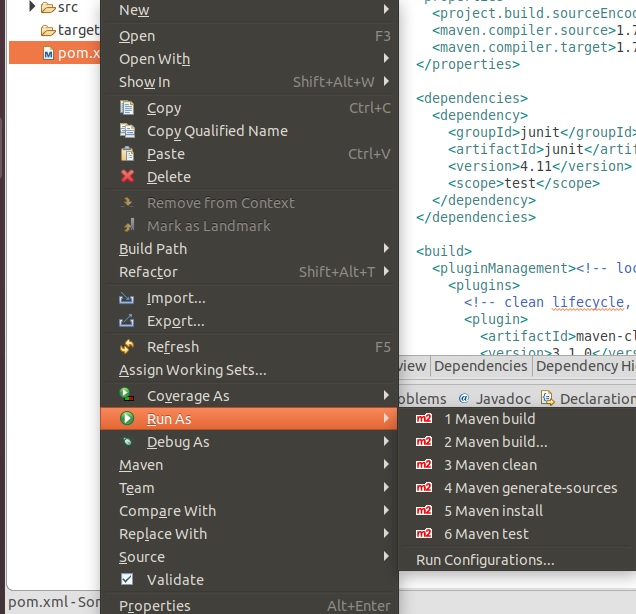 src
target
pom.x
New
Open F3
Open With
Show In Shift+Alt+W
Copy Ctrl+C
Copy Qualified Name
Paste Ctrl+V
Delete
Remove from Context
Mark as Landmark
Build Path
Refactor Shift+Alt+T
Import...
Export...
Refresh F5
Assign Working Sets...
Coverage As
Run As
Debug As
Maven
Team
Compare With
Replace With
Source
Validate
Properties Alt+Enter
<project.build.sourceEncod
<maven.compiler.source>1.7
<maven.compiler.target>1.7
</properties>
<dependencies>
<dependency>
<groupId>junit</groupId>
<artifactId>junit</artif
<version>4.11</version>
<scope>test</scope>
</dependency>
</dependencies>
<build>
<pluginManagement><!-- loc
<plugins>
<!-- clean lifecycle,
<plugin>
<artifactId>maven-cl
<version>3.1.0</vers
view Dependencies Dependency Hi
oblems @ Javadoc Declaration
m2 1 Maven build
m2 2 Maven build...
m2 3 Maven clean
m2 4 Maven generate-sources
m2 5 Maven install
m2 6 Maven test
Run Configurations...
pom.xml - Sor